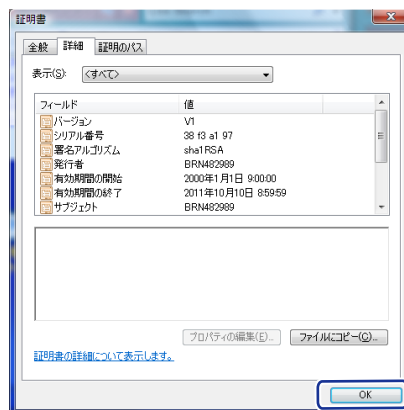 証明書
全般 詳細 証明のパス
表示(S): <すべて>
フィールド 値
バージョン V1
シリアル番号 38 f3 a1 97
署名アルゴリズム sha1RSA
発行者 BRN482989
有効期間の開始 2000年1月1日 9:00:00
有効期間の終了 2011年10月10日 8:59:59
サブジェクト BRN482989
プロパティの編集(E)... ファイルにコピー(C)...
証明書の詳細について表示します。
OK